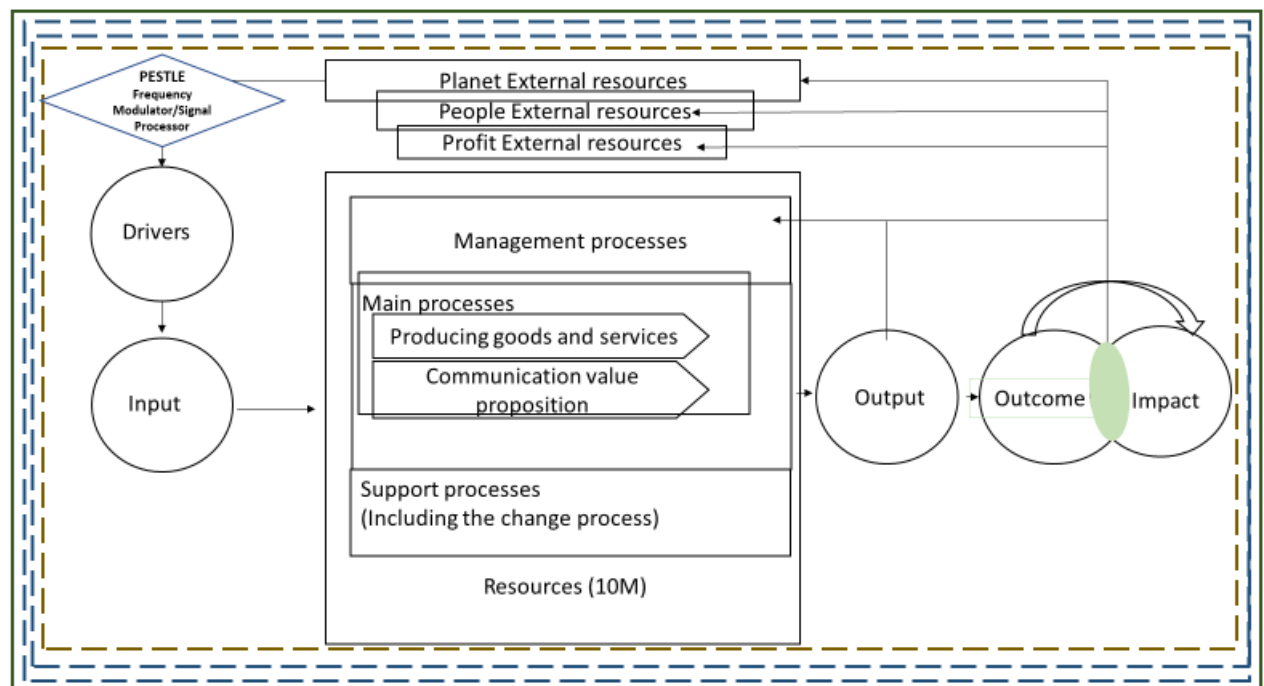 PESTLE
Frequency
Modulator/Signal
Processor
Planet External resources
People External resources
Profit External resources
Drivers
Management processes
Main processes
Producing goods and services
Communication value
proposition
Input
Output
Outcome
Impact
Support processes
(Including the change process)
Resources (10M)